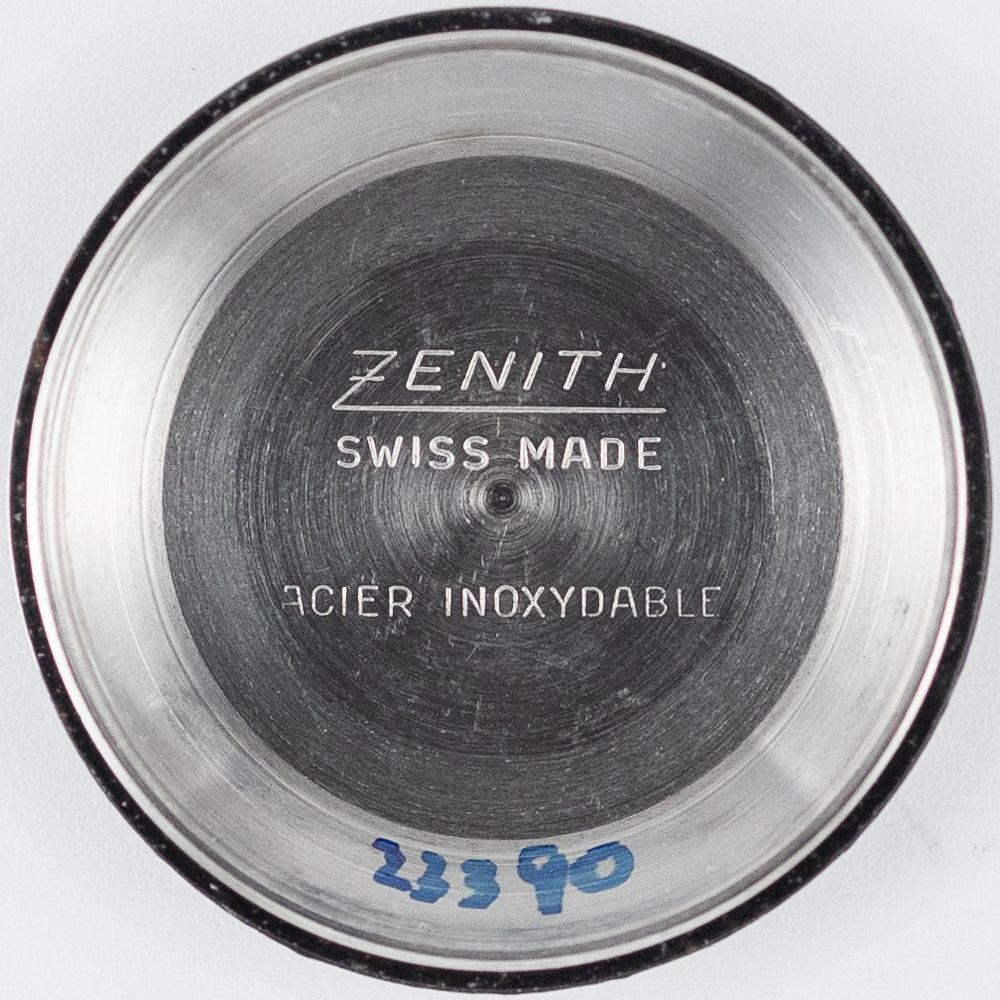 ZENITH
SWISS MADE
ACIER INOXYDABLE
23390